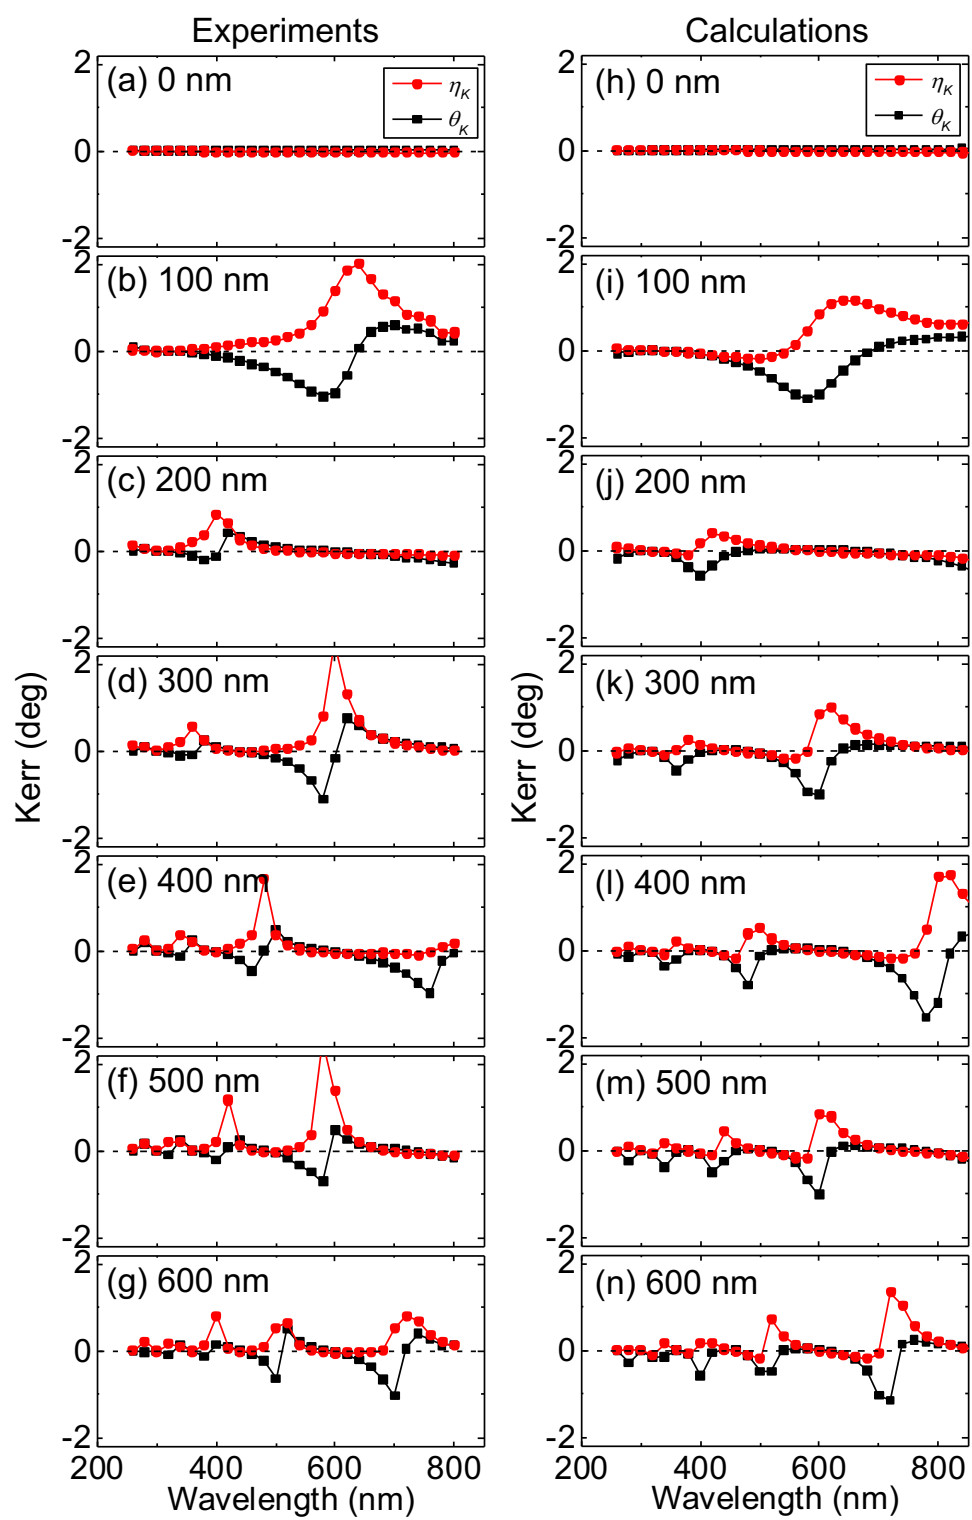 Experiments
Calculations
2
(a) 0 nm
η_K
θ_K
0
-2
2
(h) 0 nm
η_K
θ_K
0
-2
2
(b) 100 nm
0
-2
2
(i) 100 nm
0
-2
2
(c) 200 nm
0
-2
2
(j) 200 nm
0
-2
2
(d) 300 nm
0
-2
2
(k) 300 nm
0
-2
Kerr (deg)
Kerr (deg)
2
(e) 400 nm
0
-2
2
(l) 400 nm
0
-2
2
(f) 500 nm
0
-2
2
(m) 500 nm
0
-2
2
(g) 600 nm
0
-2
2
(n) 600 nm
0
-2
200 400 600 800
Wavelength (nm)
200 400 600 800
Wavelength (nm)